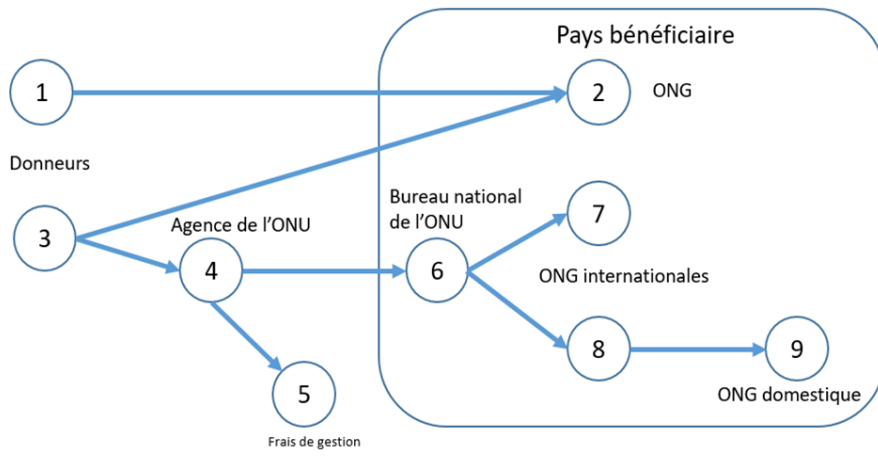 Pays bénéficiaire
1
2
ONG
Donneurs
3
Agence de l'ONU
4
Bureau national
de l'ONU
6
7
ONG internationales
8
9
ONG domestique
5
Frais de gestion